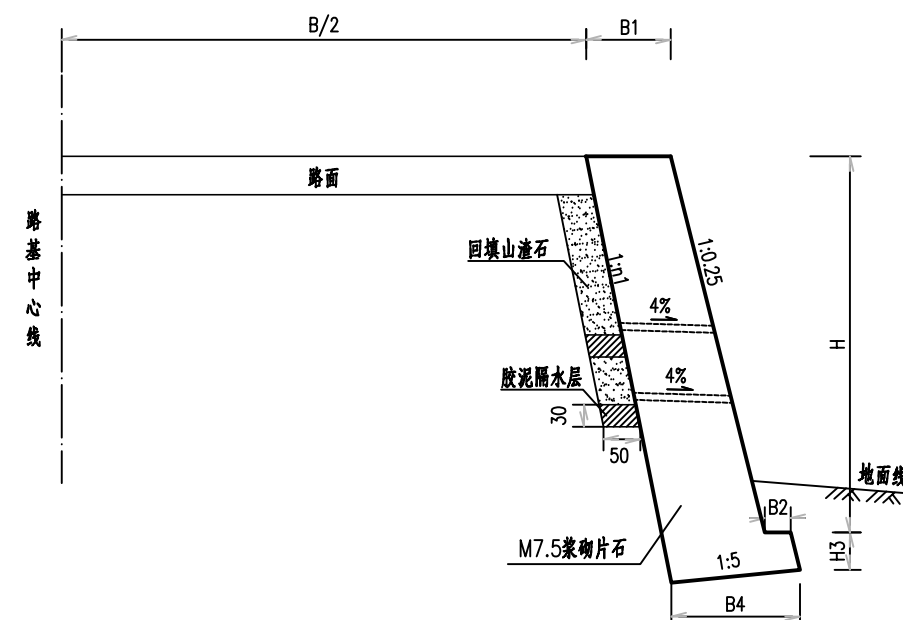 B/2
B1
路面
路基中心线
回填山渣石
1:n1
1:0.25
4%
H
胶泥隔水层
4%
30
50
地面线
B2
M7.5浆砌片石
1:5
H3
B4